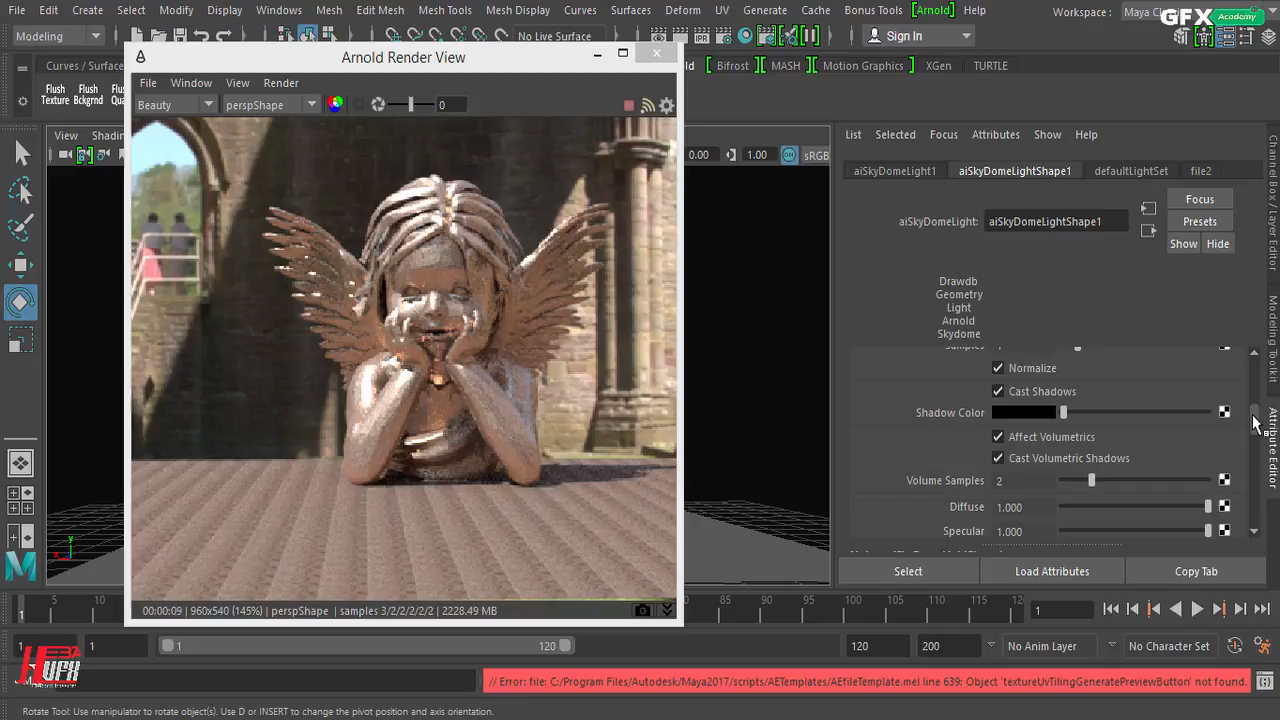 File Edit Create Select Modify Display Windows Mesh Edit Mesh Mesh Tools Mesh Display Curves Surfaces Deform UV Generate Cache Bonus Tools [Arnold] Help Workspace: Maya Cl
GFX Academy
Modeling No Live Surface Sign In
Curves / Surface Bifrost MASH Motion Graphics XGen TURTLE
Flush Texture Flush Bckgrnd
Arnold Render View
File Window View Render
Beauty perspShape 0
View Shading 0.00 1.00 ON sRGB
List Selected Focus Attributes Show Help
aiSkyDomeLight1 aiSkyDomeLightShape1 defaultLightSet file2
Focus
aiSkyDomeLight: aiSkyDomeLightShape1 Presets
Show Hide
Drawdb
Geometry
Light
Arnold
Skydome
Samples
Normalize
Cast Shadows
Shadow Color
Affect Volumetrics
Cast Volumetric Shadows
Volume Samples 2
Diffuse 1.000
Specular 1.000
Channel Box / Layer Editor
Modeling Toolkit
Attribute Editor
00:00:09 | 960x540 (145%) | perspShape | samples 3/2/2/2/2/2 | 2228.49 MB
Select Load Attributes Copy Tab
5 10 85 90 95 100 105 110 115 12 1
1 1 1 120 120 200 No Anim Layer No Character Set
// Error: file: C:/Program Files/Autodesk/Maya2017/scripts/AETemplates/AEfileTemplate.mel line 639: Object 'textureUvTilingGeneratePreviewButton' not found.
Rotate Tool: Use manipulator to rotate object(s). Use D or INSERT to change the pivot position and axis orientation.